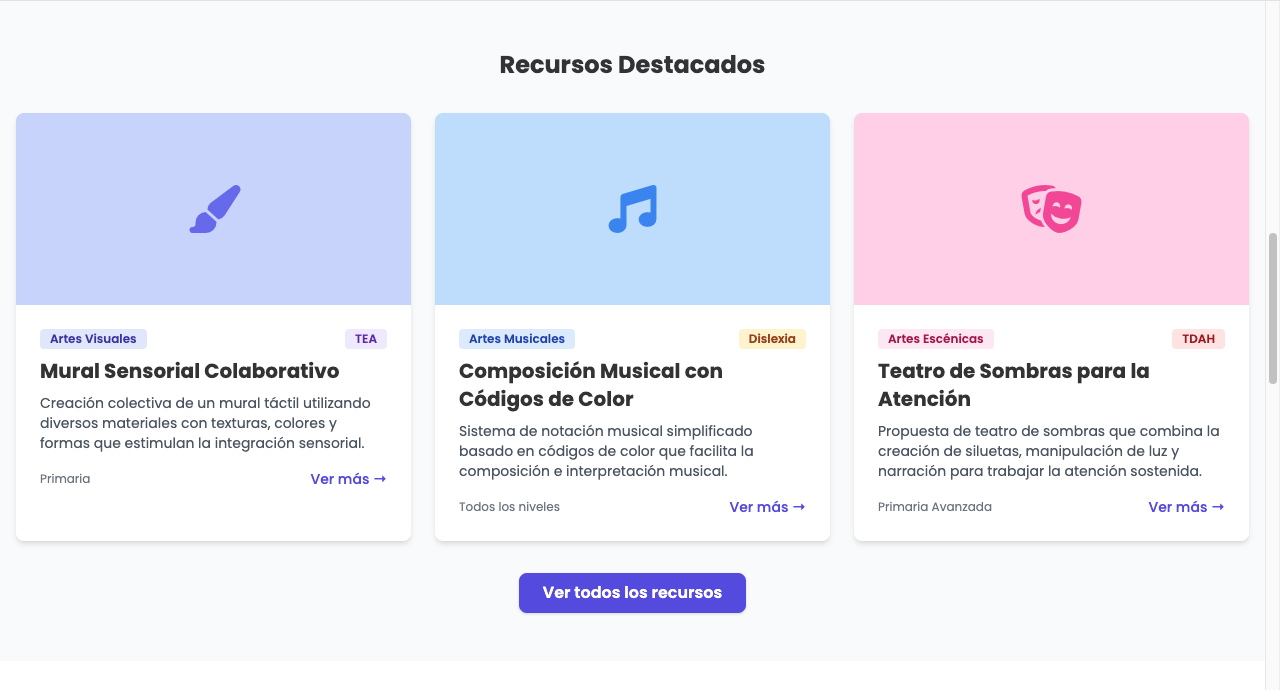 Recursos Destacados
Artes Visuales
TEA
Mural Sensorial Colaborativo
Creación colectiva de un mural táctil utilizando
diversos materiales con texturas, colores y
formas que estimulan la integración sensorial.
Primaria
Ver más →
Artes Musicales
Dislexia
Composición Musical con
Códigos de Color
Sistema de notación musical simplificado
basado en códigos de color que facilita la
composición e interpretación musical.
Todos los niveles
Ver más →
Artes Escénicas
TDAH
Teatro de Sombras para la
Atención
Propuesta de teatro de sombras que combina la
creación de siluetas, manipulación de luz y
narración para trabajar la atención sostenida.
Primaria Avanzada
Ver más →
Ver todos los recursos